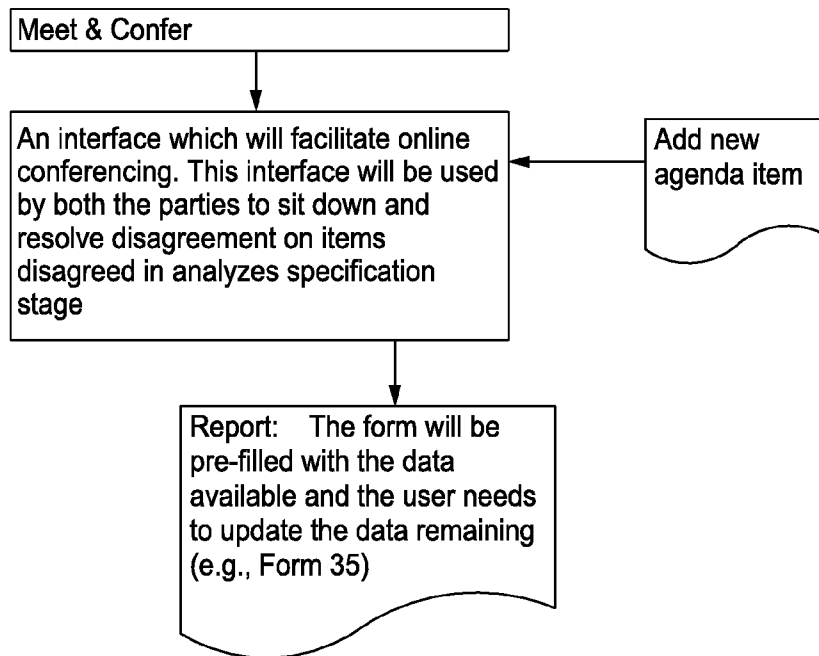 Meet & Confer
An interface which will facilitate online
conferencing. This interface will be used
by both the parties to sit down and
resolve disagreement on items
disagreed in analyzes specification
stage
Add new
agenda item
Report: The form will be
pre-filled with the data
available and the user needs
to update the data remaining
(e.g., Form 35)